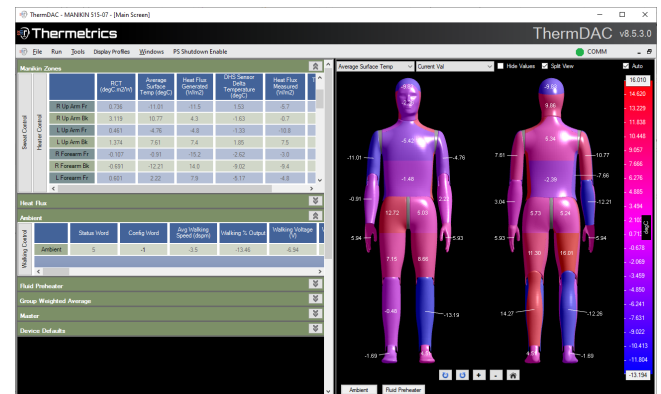 ThermDAC - MANIKIN 515-07 - [Main Screen]
Thermetrics
ThermDAC v8.5.3.0
File Run Tools Display Profiles Windows PS Shutdown Enable
COMM
Manikin Zones
RCT (degC m2/W) Average Surface Temp (degC) Heat Flux Generated (W/m2) DHS Sensor Delta Temperature (degC) Heat Flux Measured (W/m2)
Sweat Control
Heater Control
R Up Arm Fr 0.736 -11.01 -11.5 1.53 -5.7
R Up Arm Bk 3.119 10.77 4.3 -1.63 -0.7
L Up Arm Fr 0.461 -4.76 -4.0 -1.33 -10.8
L Up Arm Bk 1.374 7.61 7.4 1.85 7.5
R Forearm Fr -0.107 -0.91 -15.2 -2.62 -3.0
R Forearm Bk -0.691 -12.21 14.0 -9.02 -9.4
L Forearm Fr 0.601 2.22 7.9 -5.17 -4.8
Heat Flux
Ambient
Walking Control
Status Word Config Word Avg Walking Speed (dspm) Walking % Output Walking Voltage (V)
Ambient 5 -1 -3.5 -13.46 -6.94
Fluid Preheater
Group Weighted Average
Master
Device Defaults
Average Surface Temp Current Val Hide Values Split View Auto
-5.42
-11.01 -4.76
-1.48
-0.91
12.72 5.03
5.94 -5.93
7.15 6.66
-0.48
-13.19
-1.69
9.86
5.34
7.61 10.77
-7.66
-2.39
3.04 -12.21
5.73 5.24
-5.93 -5.94
11.30 16.01
14.27 -12.26
-1.69
16.010
14.620
13.229
11.838
10.448
9.057
7.666
6.276
4.885
3.494
2.103
0.713
-0.678
-2.069
-3.459
-4.850
-6.241
-7.631
-9.022
-10.413
-11.804
-13.194
degC
Ambient Fluid Preheater